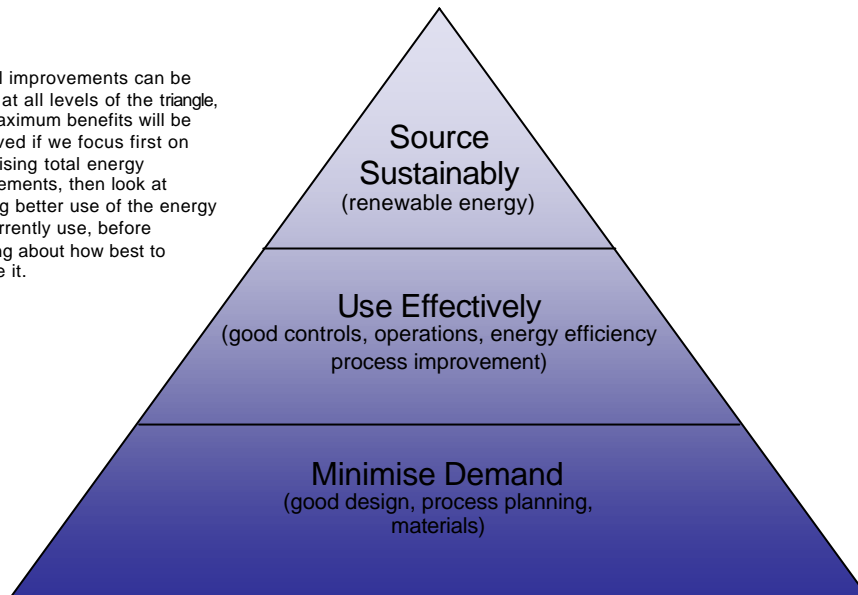 l improvements can be
at all levels of the triangle,
aximum benefits will be
ved if we focus first on
ising total energy
ements, then look at
g better use of the energy
rrently use, before
ng about how best to
e it.
Source
Sustainably
(renewable energy)
Use Effectively
(good controls, operations, energy efficiency
process improvement)
Minimise Demand
(good design, process planning,
materials)